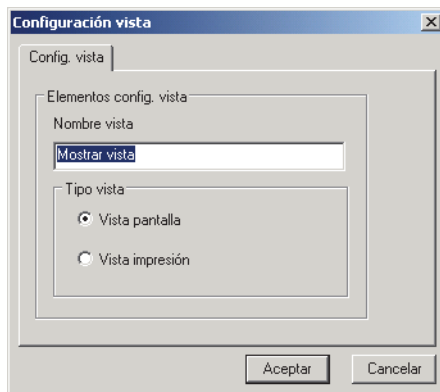 Configuración vista
Config. vista
Elementos config. vista
Nombre vista
Mostrar vista
Tipo vista
Vista pantalla
Vista impresión
Aceptar
Cancelar